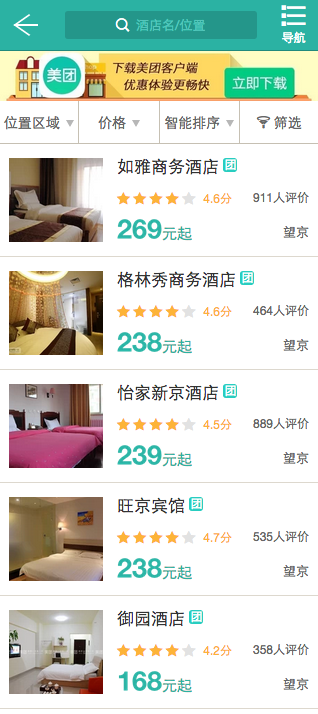 酒店名/位置
导航
美团
下载美团客户端
优惠体验更畅快
立即下载
位置区域
价格
智能排序
筛选
如雅商务酒店 团
4.6分 911人评价
269元起 望京
格林秀商务酒店 团
4.6分 464人评价
238元起 望京
怡家新京酒店 团
4.5分 889人评价
239元起 望京
旺京宾馆 团
4.7分 535人评价
238元起 望京
御园酒店 团
4.2分 358人评价
168元起 望京